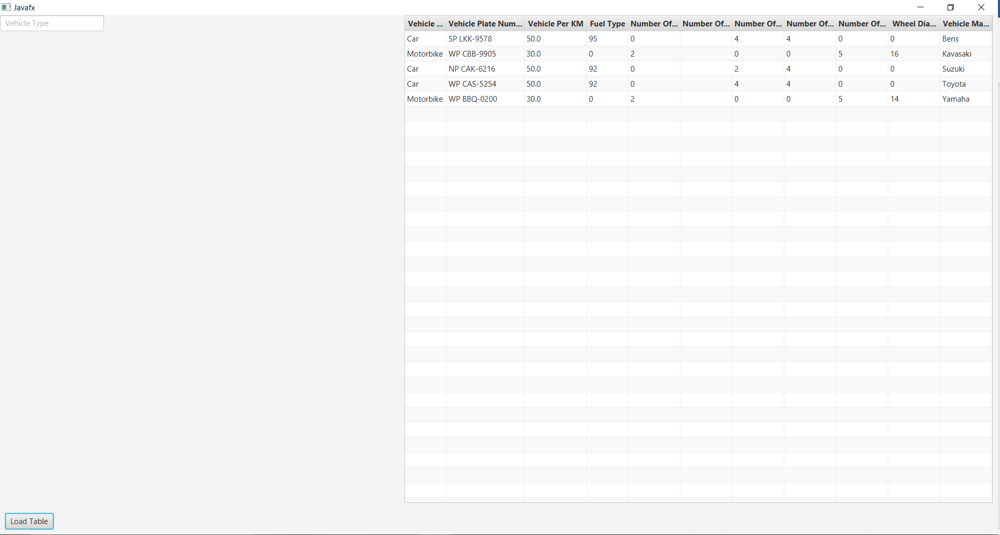 Javafx
Vehicle Type
Vehicle ... Vehicle Plate Num... Vehicle Per KM Fuel Type Number Of... Number Of... Number Of... Number Of... Number Of... Wheel Dia... Vehicle Ma...
Car SP LKK-9578 50.0 95 0 4 4 0 0 Bens
Motorbike WP CBB-9905 30.0 0 2 0 0 5 16 Kavasaki
Car NP CAK-6216 50.0 92 0 2 4 0 0 Suzuki
Car WP CAS-5254 50.0 92 0 4 4 0 0 Toyota
Motorbike WP BBQ-0200 30.0 0 2 0 0 5 14 Yamaha
Load Table